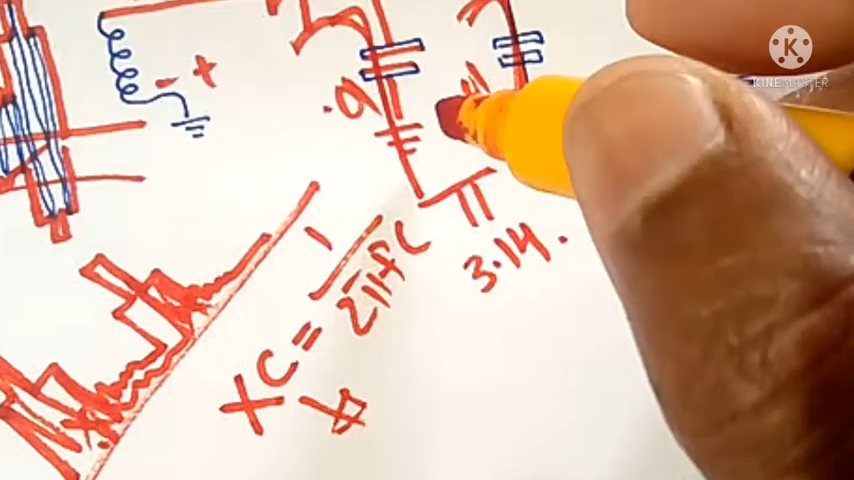 K
KINEMASTER
- +
π
3.14.
1
XC = 2πfC